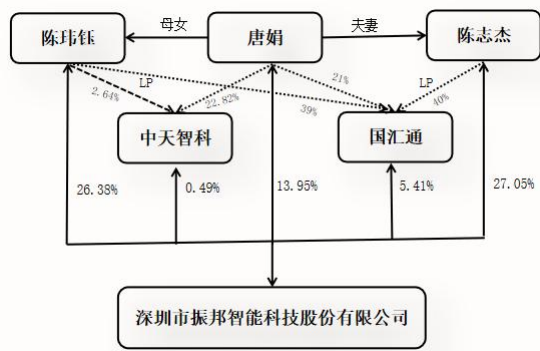 陈玮钰
母女
唐娟
夫妻
陈志杰
LP
2.64%
22.82%
39%
21%
LP
40%
中天智科
国汇通
26.38%
0.49%
13.95%
5.41%
27.05%
深圳市振邦智能科技股份有限公司